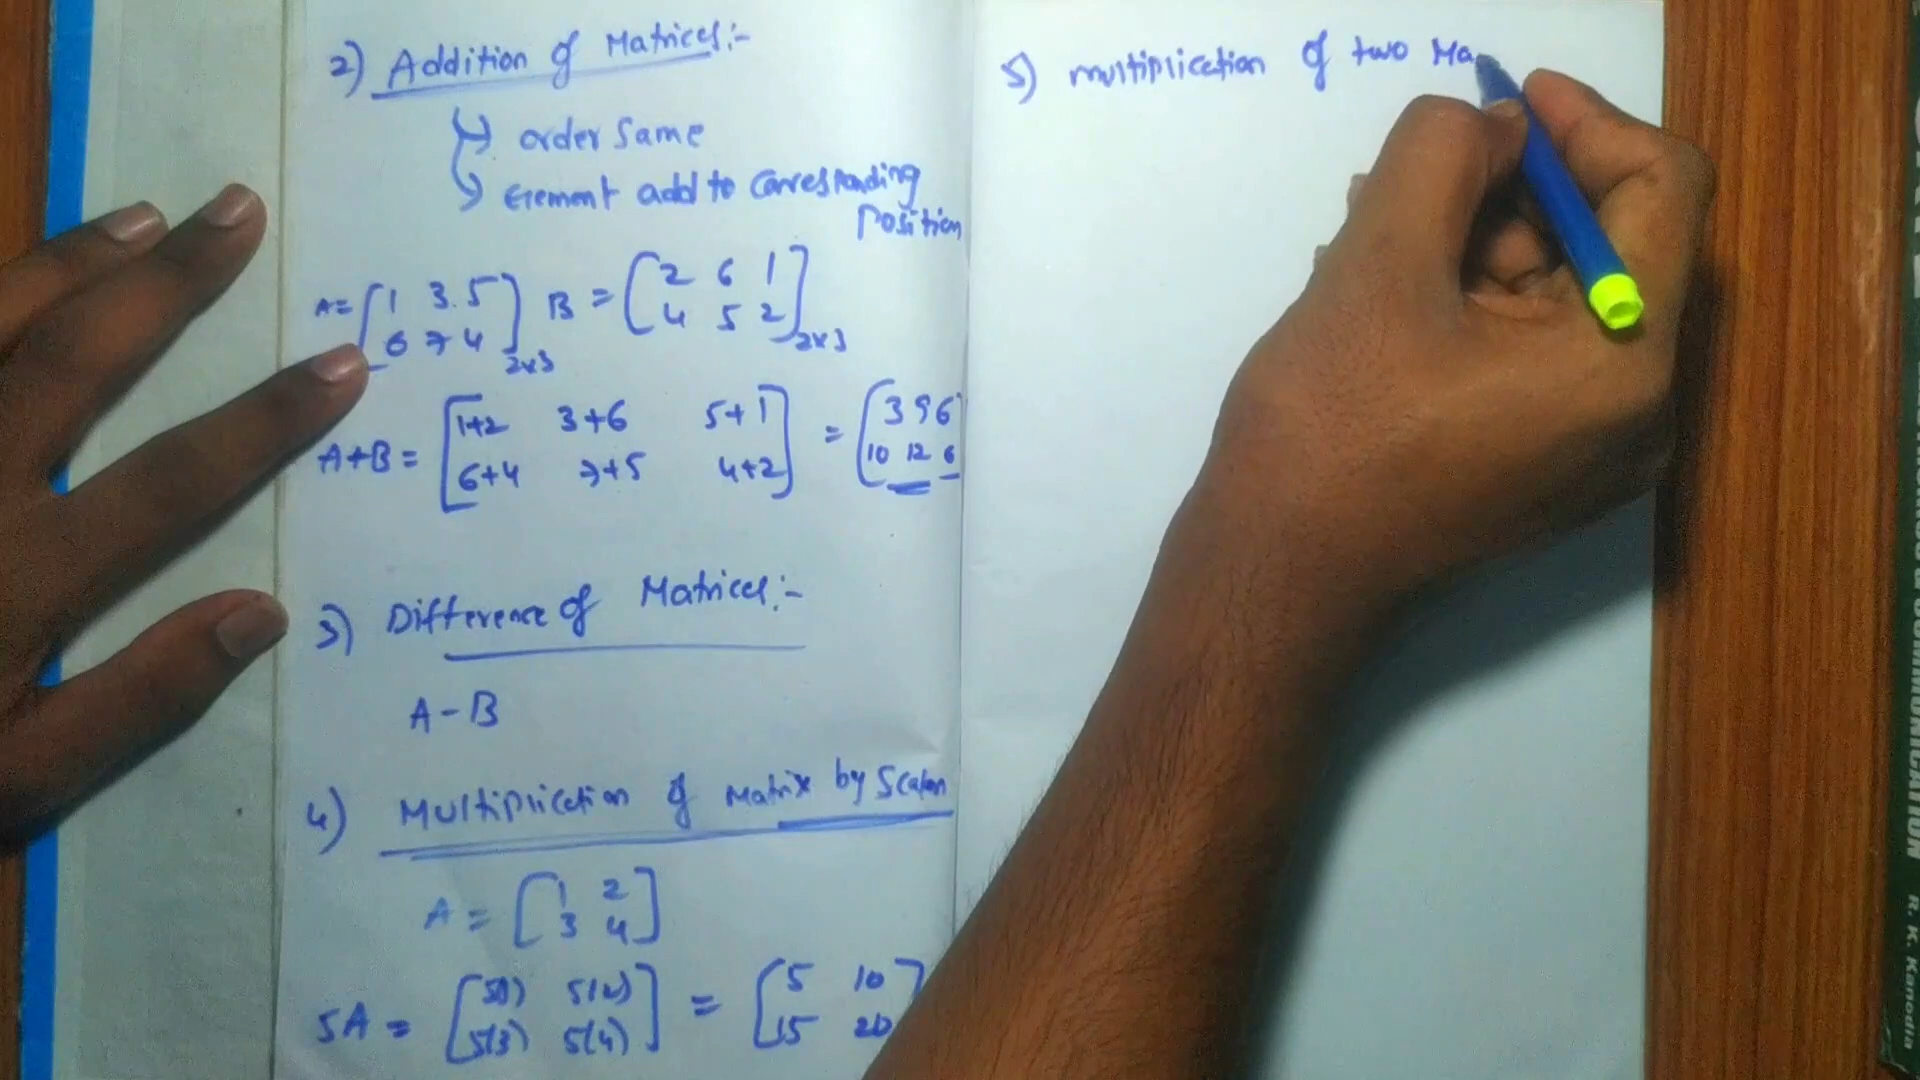 2) Addition of Matrices:-
order same
Element add to corresponding
position
A= [1 3.5
6 7 4] 2x3
B = [2 6 1
4 5 2] 2x3
A+B = [1+2 3+6 5+1
6+4 7+5 4+2]
= [3 9 6
10 12 6
3) Difference of Matrices:-
A-B
4) Multiplication of Matrix by Scalar
A = [1 2
3 4]
5A = [5(1) 5(2)
5(3) 5(4)]
= [5 10
15 20
5) multiplication of two Ma
COMMUNICATION
R. K. Kanodia